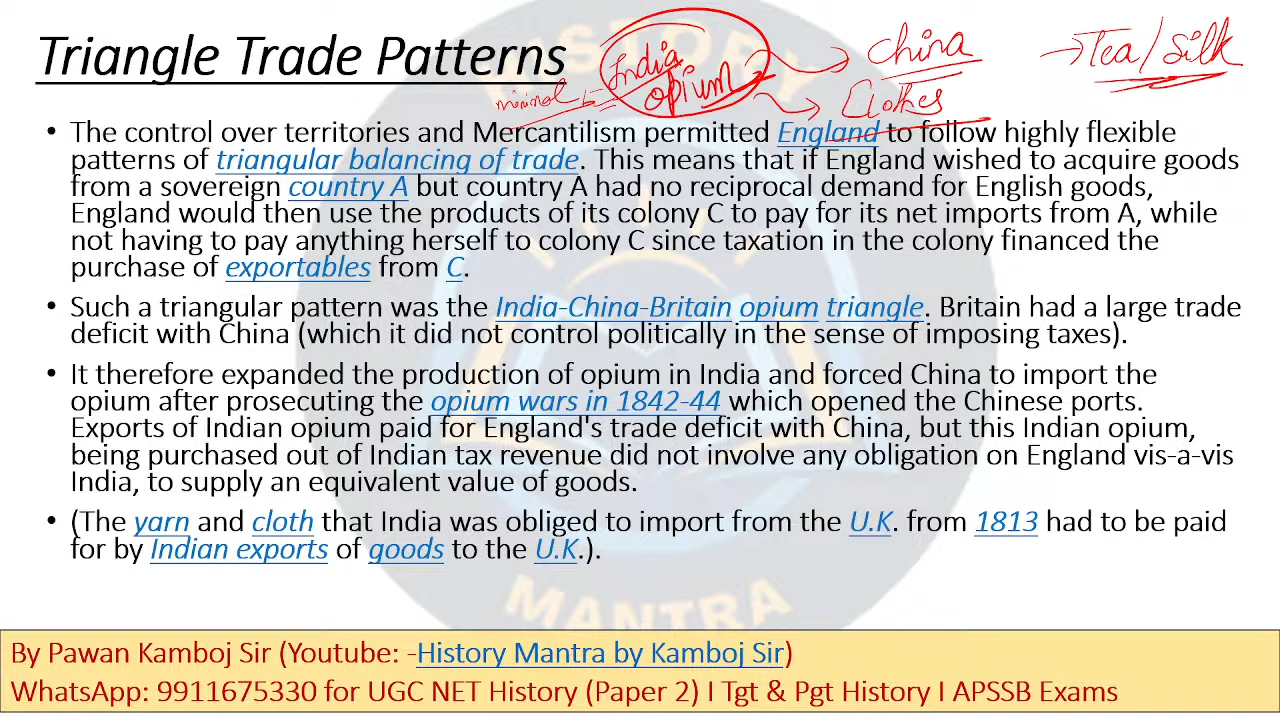 Triangle Trade Patterns
India
opium
minimal
China
Clothes
→Tea/Silk
• The control over territories and Mercantilism permitted England to follow highly flexible
patterns of triangular balancing of trade. This means that if England wished to acquire goods
from a sovereign country A but country A had no reciprocal demand for English goods,
England would then use the products of its colony C to pay for its net imports from A, while
not having to pay anything herself to colony C since taxation in the colony financed the
purchase of exportables from C.
• Such a triangular pattern was the India-China-Britain opium triangle. Britain had a large trade
deficit with China (which it did not control politically in the sense of imposing taxes).
• It therefore expanded the production of opium in India and forced China to import the
opium after prosecuting the opium wars in 1842-44 which opened the Chinese ports.
Exports of Indian opium paid for England's trade deficit with China, but this Indian opium,
being purchased out of Indian tax revenue did not involve any obligation on England vis-a-vis
India, to supply an equivalent value of goods.
• (The yarn and cloth that India was obliged to import from the U.K. from 1813 had to be paid
for by Indian exports of goods to the U.K.).
HISTORY
MANTRA
By Pawan Kamboj Sir (Youtube: -History Mantra by Kamboj Sir)
WhatsApp: 9911675330 for UGC NET History (Paper 2) I Tgt & Pgt History I APSSB Exams